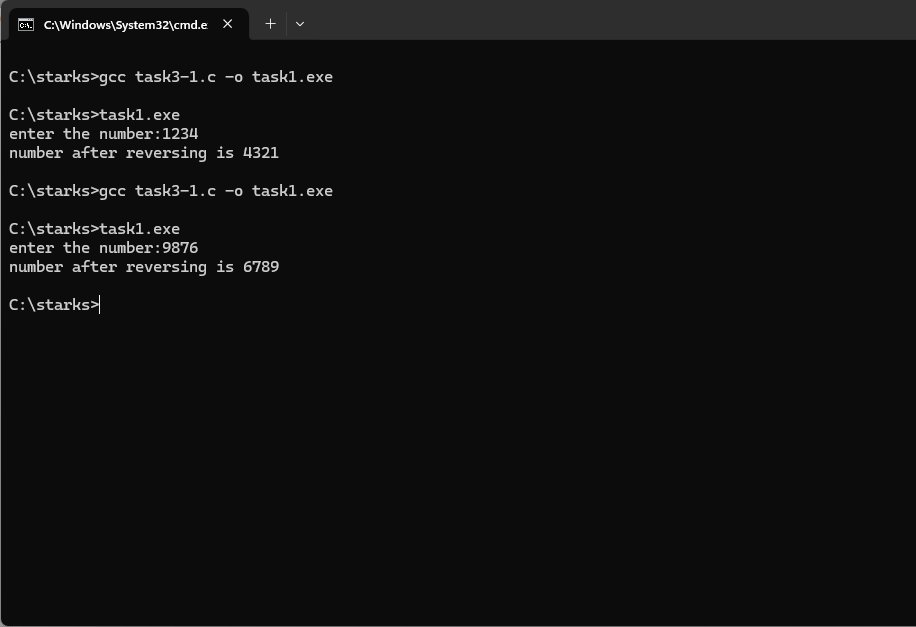 C:\Windows\System32\cmd.e
C:\starks>gcc task3-1.c -o task1.exe
C:\starks>task1.exe
enter the number:1234
number after reversing is 4321
C:\starks>gcc task3-1.c -o task1.exe
C:\starks>task1.exe
enter the number:9876
number after reversing is 6789
C:\starks>